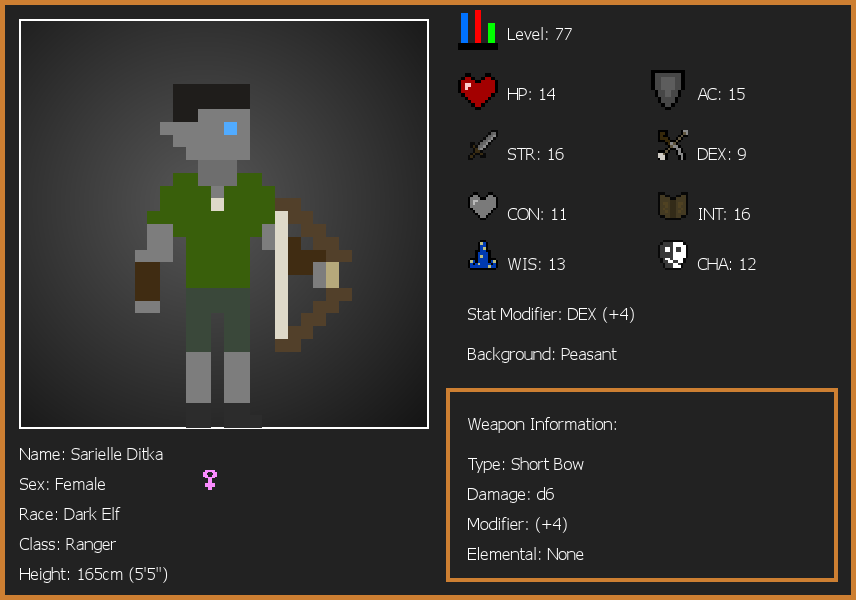 Level: 77
HP: 14
AC: 15
STR: 16
DEX: 9
CON: 11
INT: 16
WIS: 13
CHA: 12
Stat Modifier: DEX (+4)
Background: Peasant
Weapon Information:
Type: Short Bow
Damage: d6
Modifier: (+4)
Elemental: None
Name: Sarielle Ditka
Sex: Female
Race: Dark Elf
Class: Ranger
Height: 165cm (5'5")